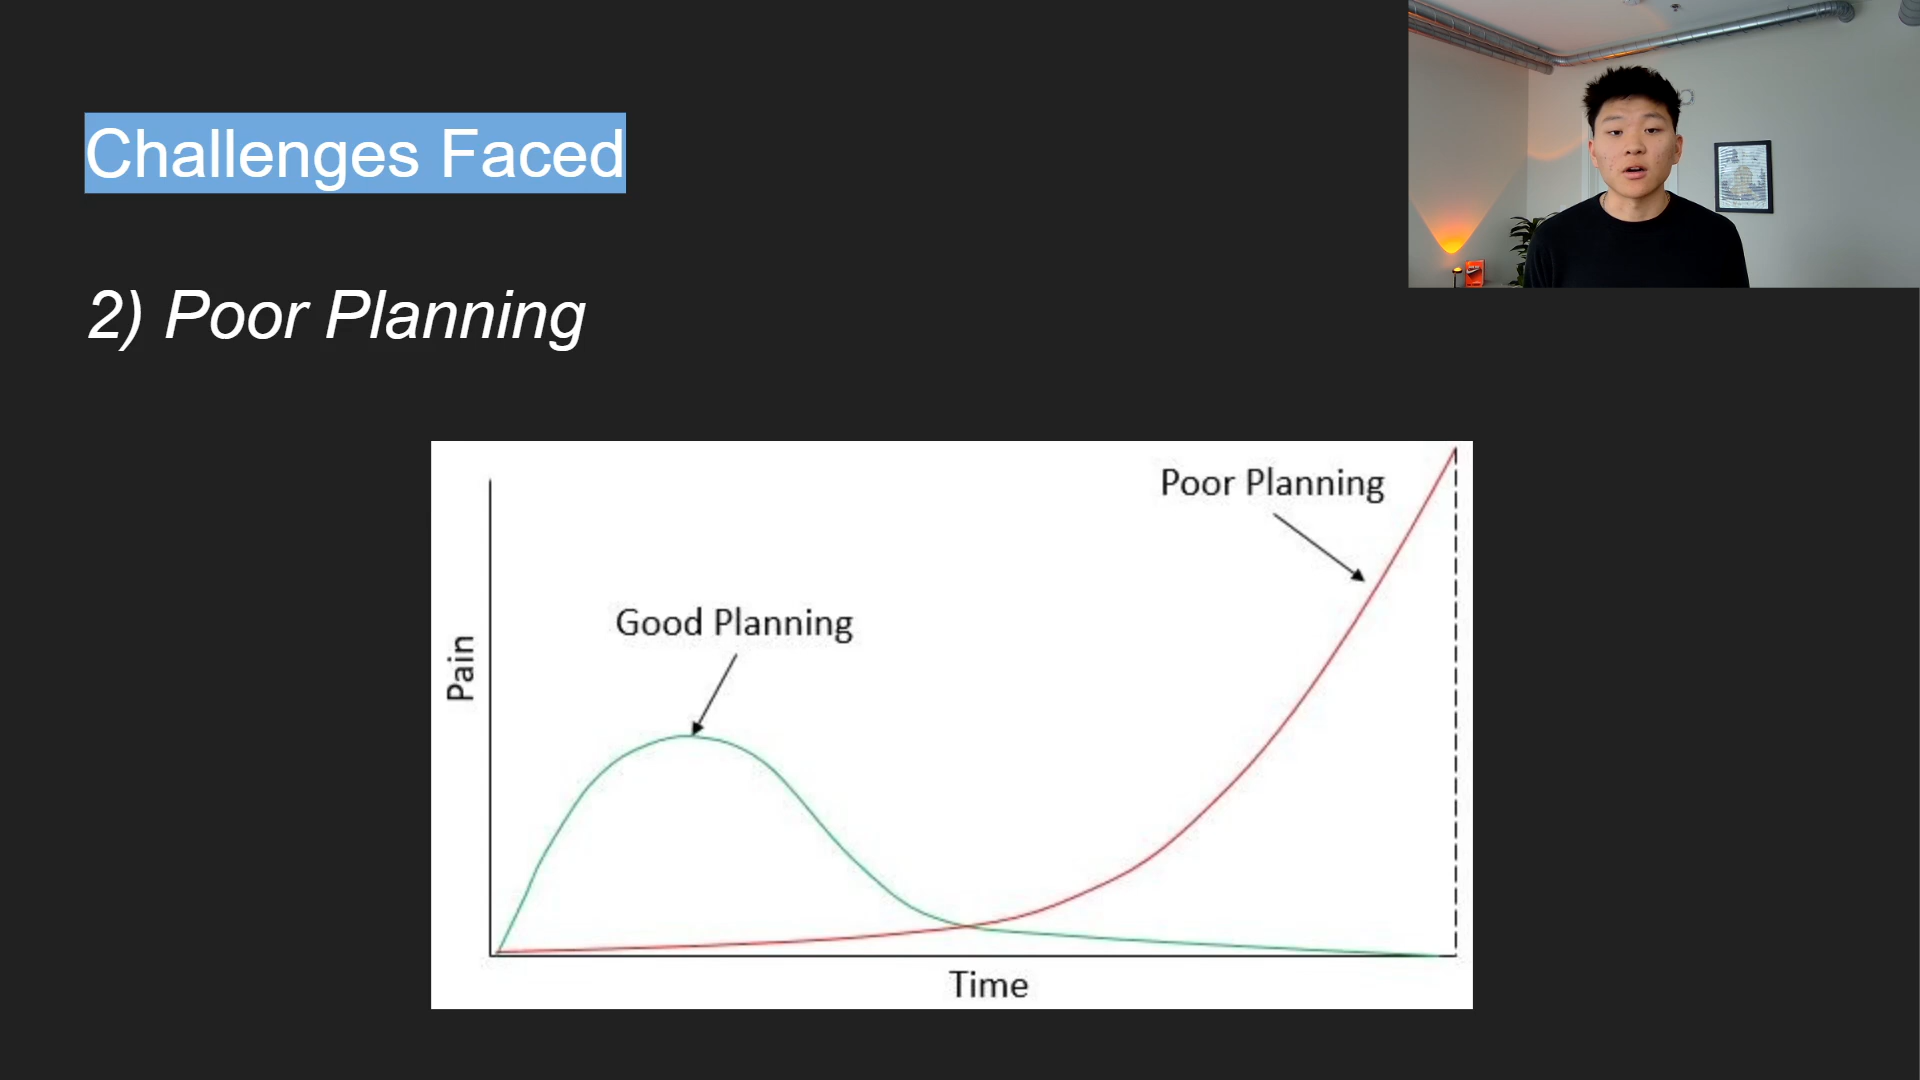 Challenges Faced
2) Poor Planning
Poor Planning
Good Planning
Pain
Time